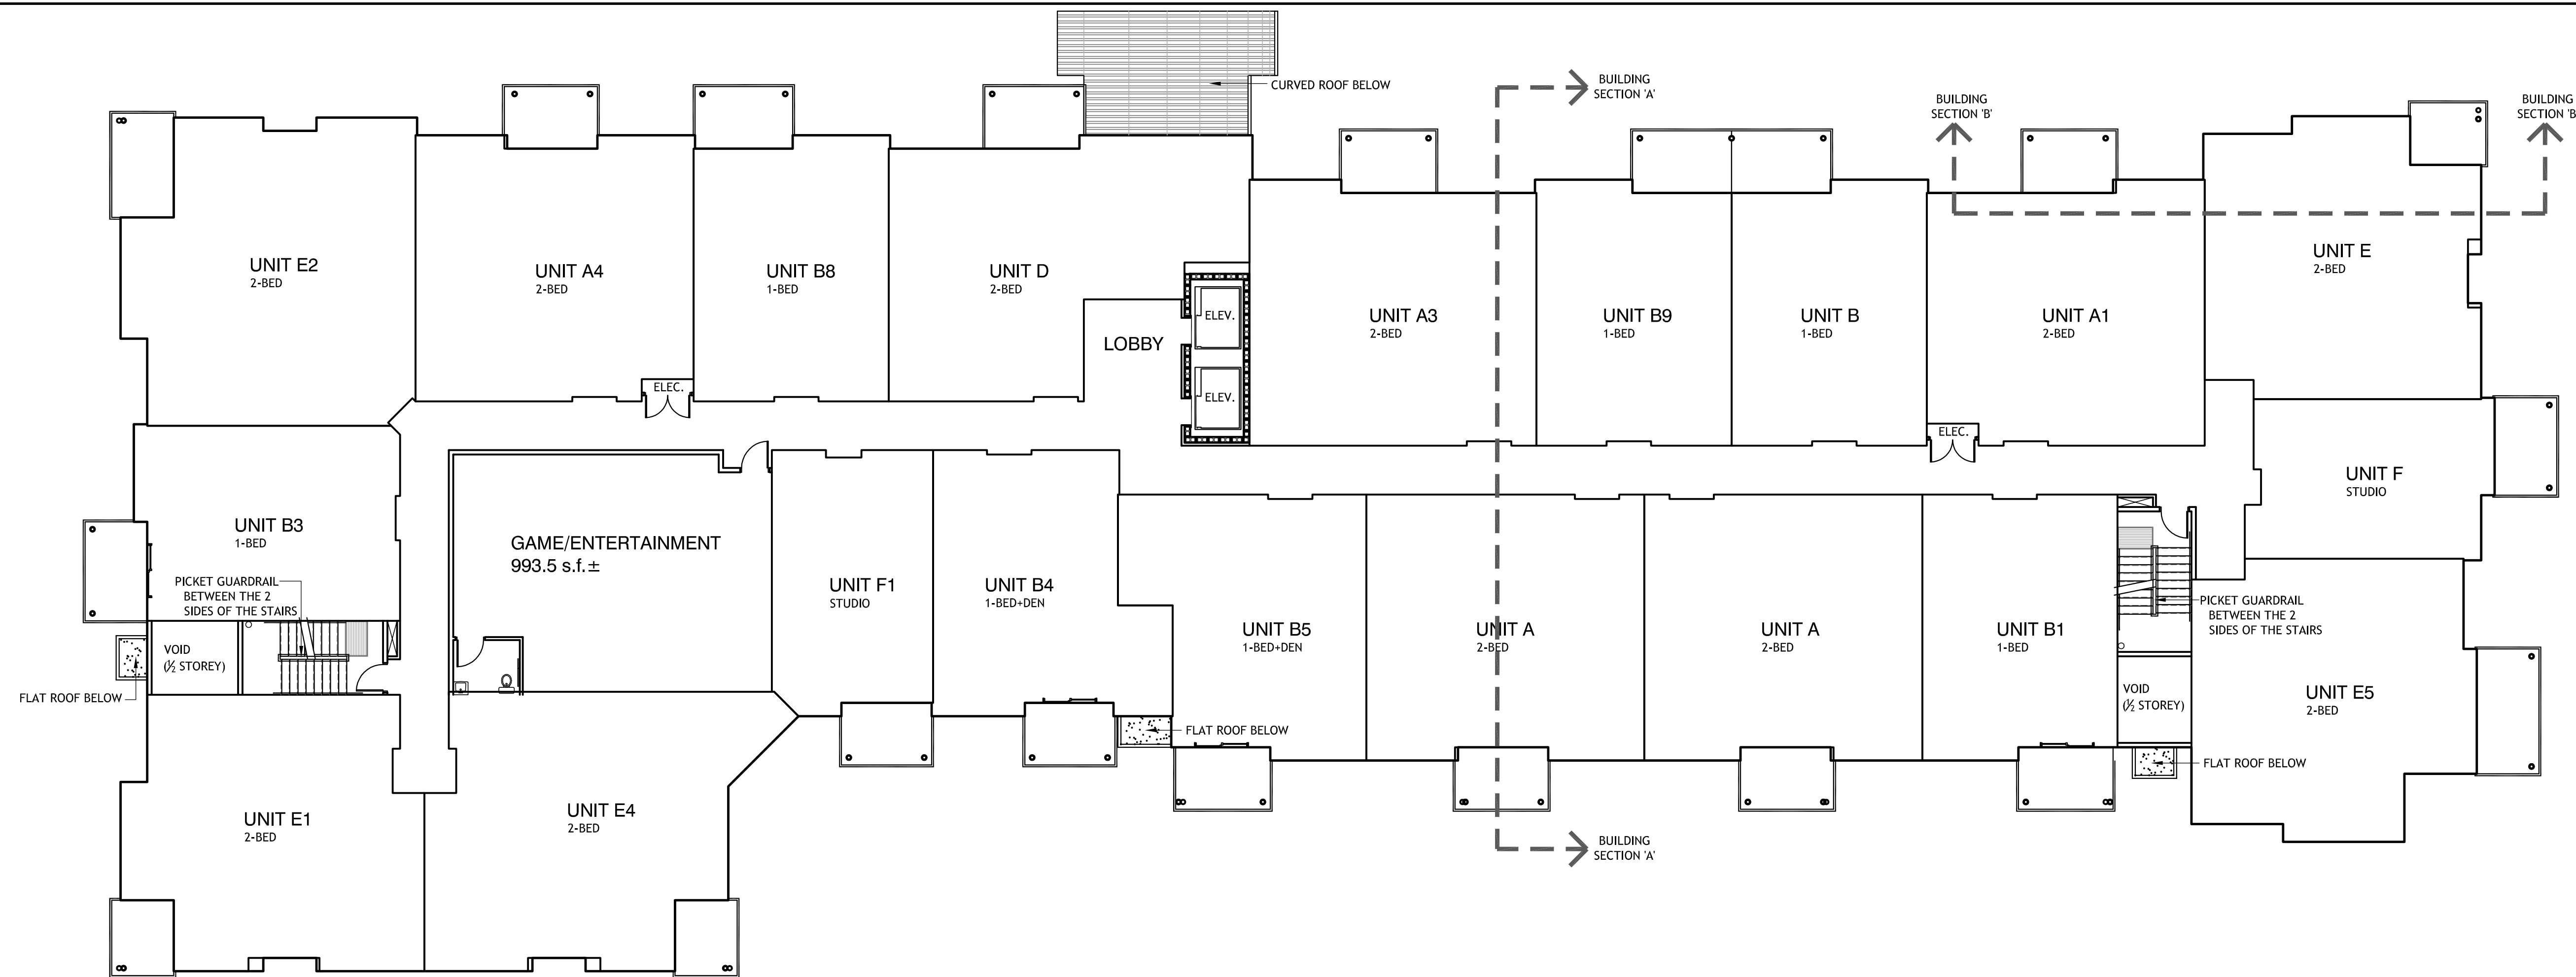 CURVED ROOF BELOW
BUILDING
SECTION 'A'
BUILDING
SECTION 'B'
BUILDING
SECTION 'B'
UNIT E2
2-BED
UNIT A4
2-BED
UNIT B8
1-BED
UNIT D
2-BED
UNIT A3
2-BED
UNIT B9
1-BED
UNIT B
1-BED
UNIT A1
2-BED
UNIT E
2-BED
LOBBY
ELEV.
ELEV.
ELEC.
ELEC.
UNIT F
STUDIO
UNIT B3
1-BED
GAME/ENTERTAINMENT
993.5 s.f.±
UNIT F1
STUDIO
UNIT B4
1-BED+DEN
UNIT B5
1-BED+DEN
UNIT A
2-BED
UNIT A
2-BED
UNIT B1
1-BED
PICKET GUARDRAIL
BETWEEN THE 2
SIDES OF THE STAIRS
PICKET GUARDRAIL
BETWEEN THE 2
SIDES OF THE STAIRS
VOID
(½ STOREY)
FLAT ROOF BELOW
FLAT ROOF BELOW
VOID
(½ STOREY)
UNIT E5
2-BED
FLAT ROOF BELOW
UNIT E1
2-BED
UNIT E4
2-BED
BUILDING
SECTION 'A'